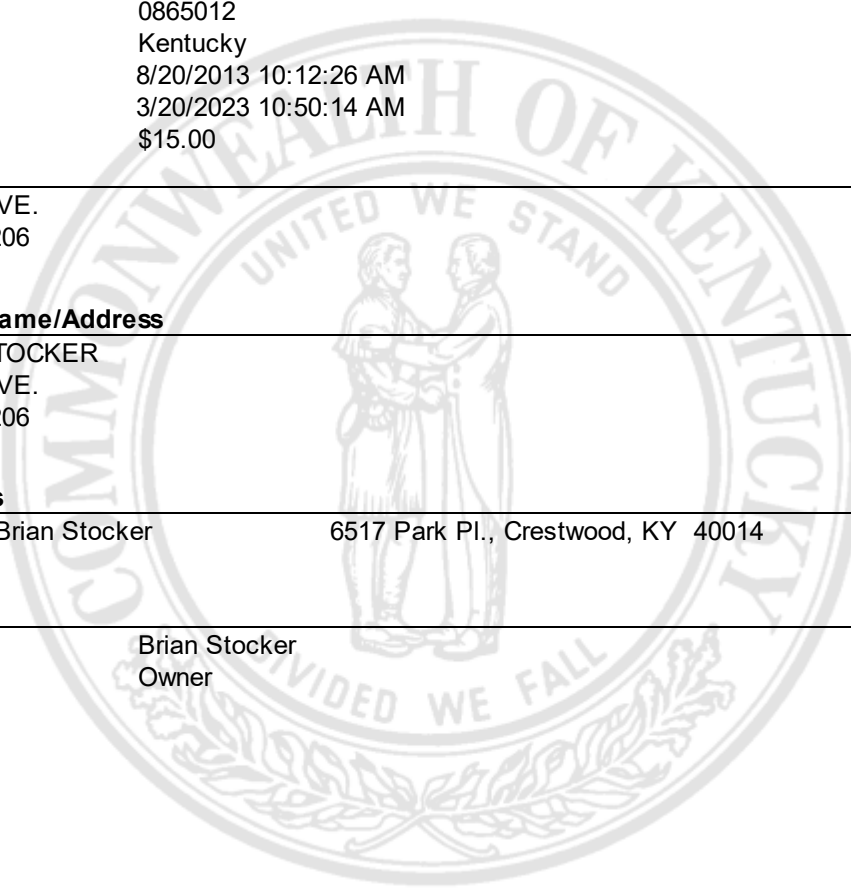 0865012
Kentucky
8/20/2013 10:12:26 AM
3/20/2023 10:50:14 AM
$15.00
COMMONWEALTH OF KENTUCKY
UNITED WE STAND
VE.
206
ame/Address
TOCKER
VE.
206
s
Brian Stocker 6517 Park Pl., Crestwood, KY 40014
Brian Stocker
Owner
DIVIDED WE FALL